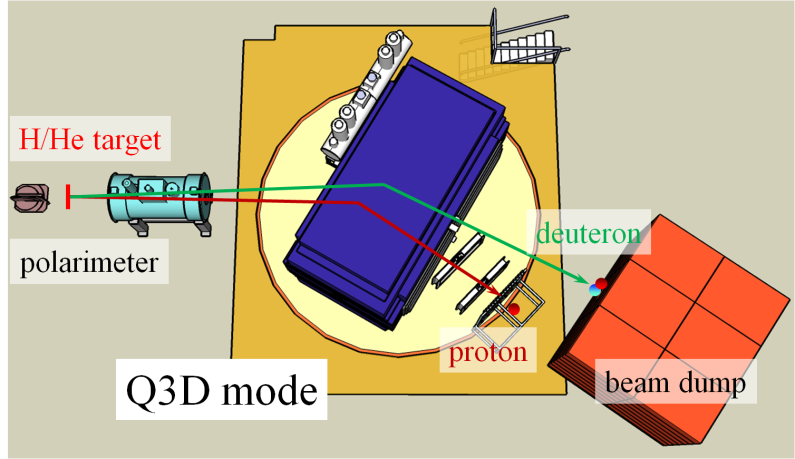 H/He target
polarimeter
deuteron
proton
beam dump
Q3D mode